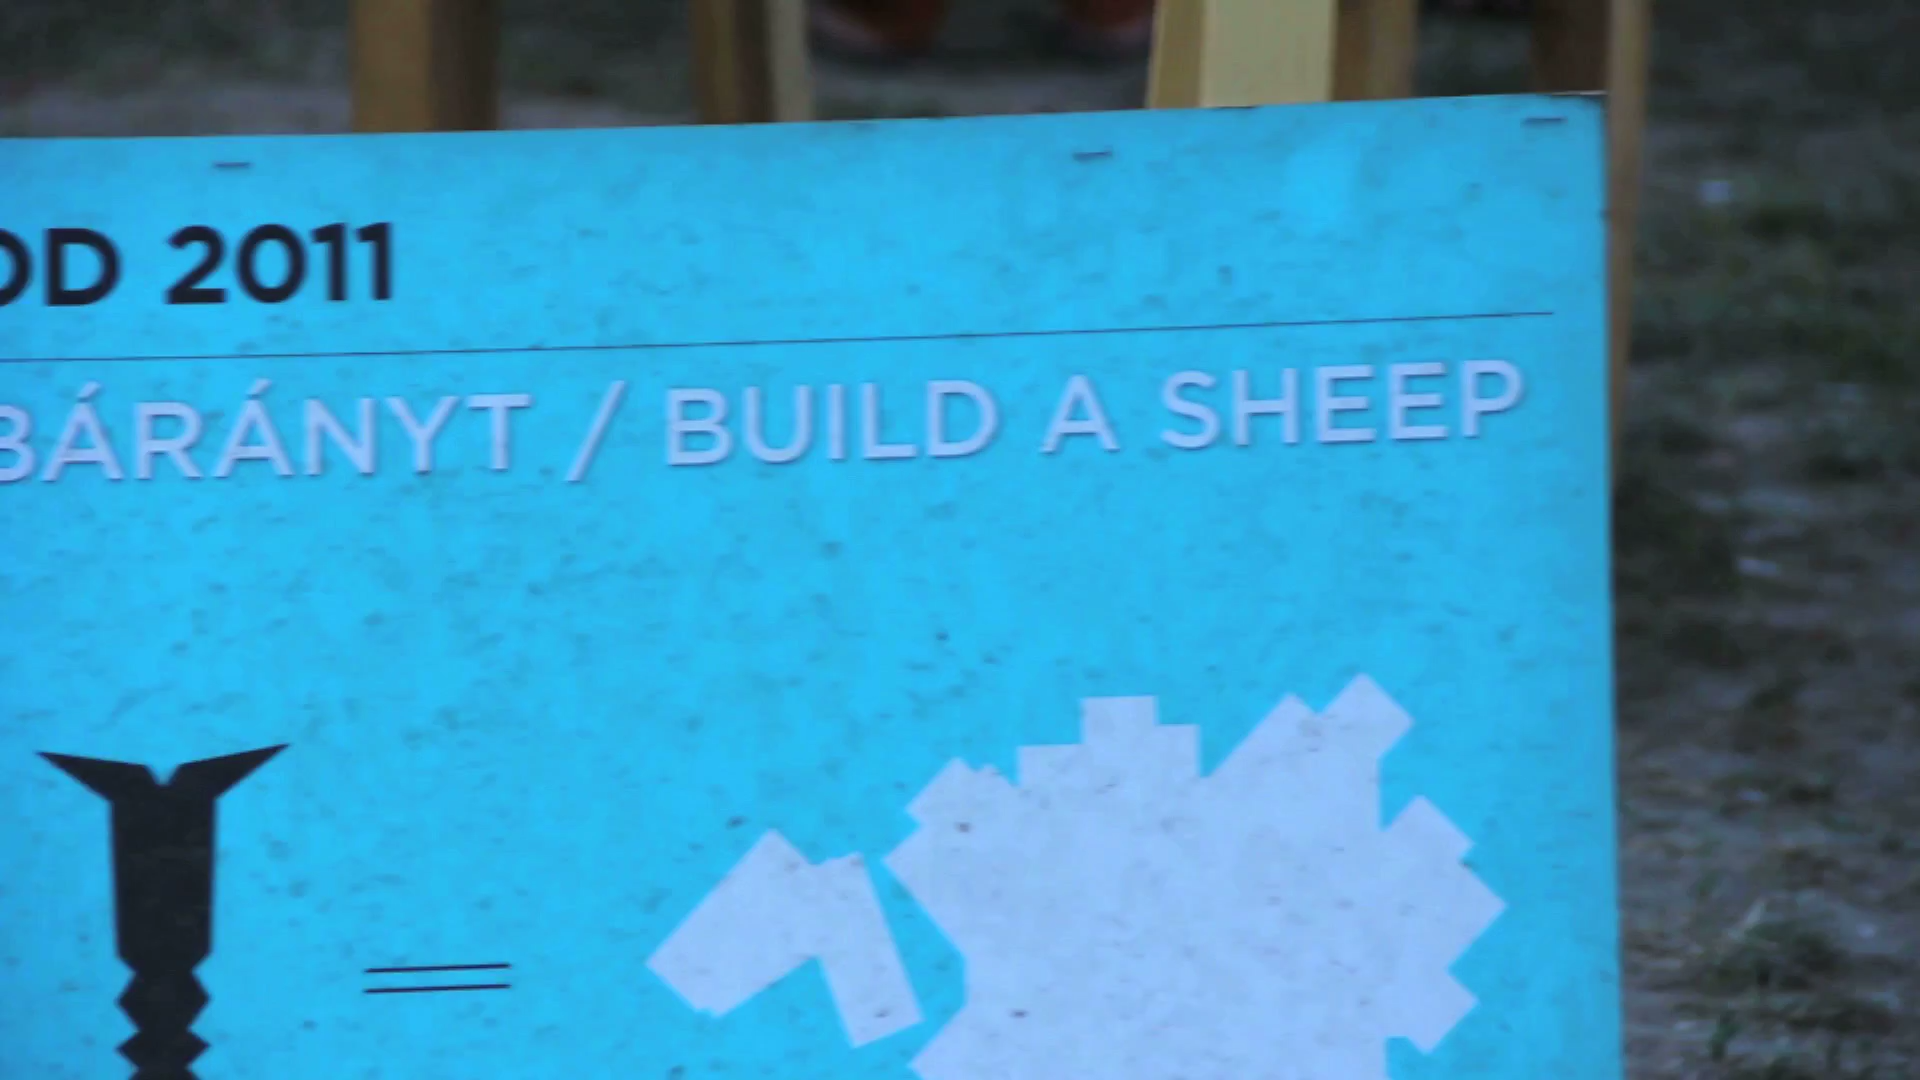 OD 2011
BÁRÁNYT / BUILD A SHEEP
=